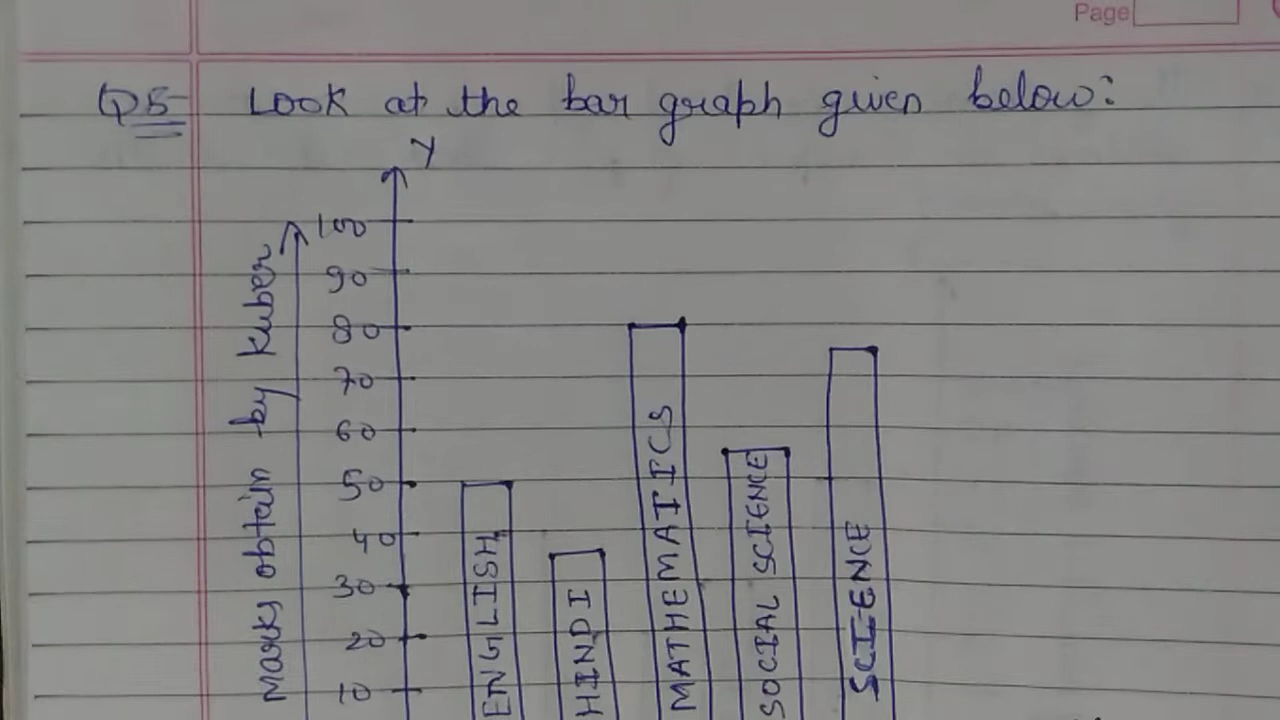 Page
Q5 Look at the bar graph given below:
Y
Marks obtain by Kuber
100
90
80
70
60
50
40
30
20
10
ENGLISH
HINDI
MATHEMATICS
SOCIAL SCIENCE
SCIENCE